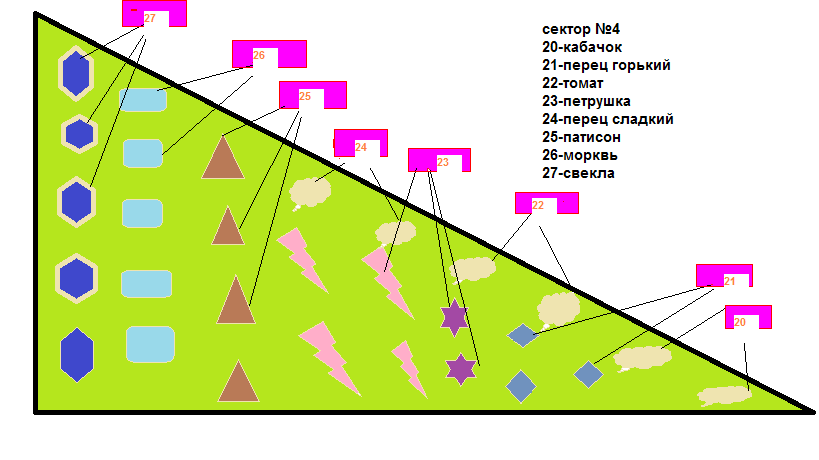 27
26
25
24
23
22
21
20
сектор №4
20-кабачок
21-перец горький
22-томат
23-петрушка
24-перец сладкий
25-патисон
26-морквь
27-свекла